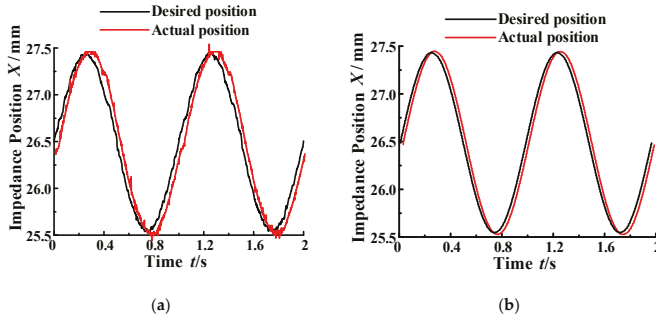 Desired position
Actual position
Impedance Position X / mm
27.5
27.0
26.5
26.0
25.5
0 0.4 0.8 1.2 1.6 2
Time t/s
(a)
Desired position
Actual position
Impedance Position X / mm
27.5
27.0
26.5
26.0
25.5
0 0.4 0.8 1.2 1.6 2
Time t/s
(b)